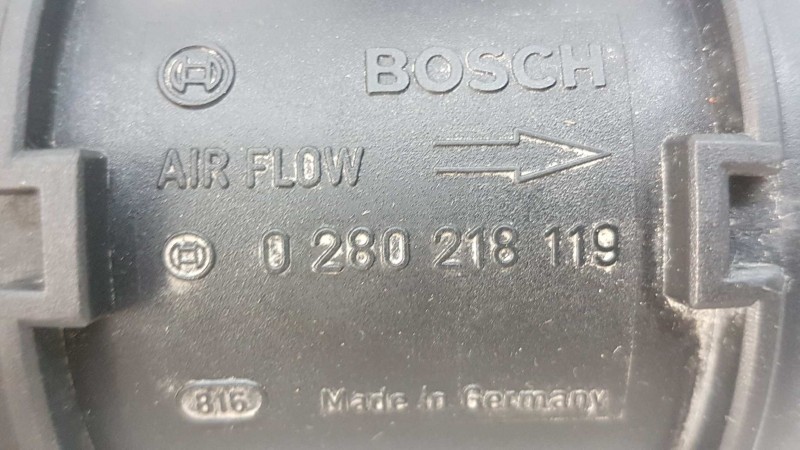 BOSCH
AIR FLOW
0 280 218 119
816 Made in Germany